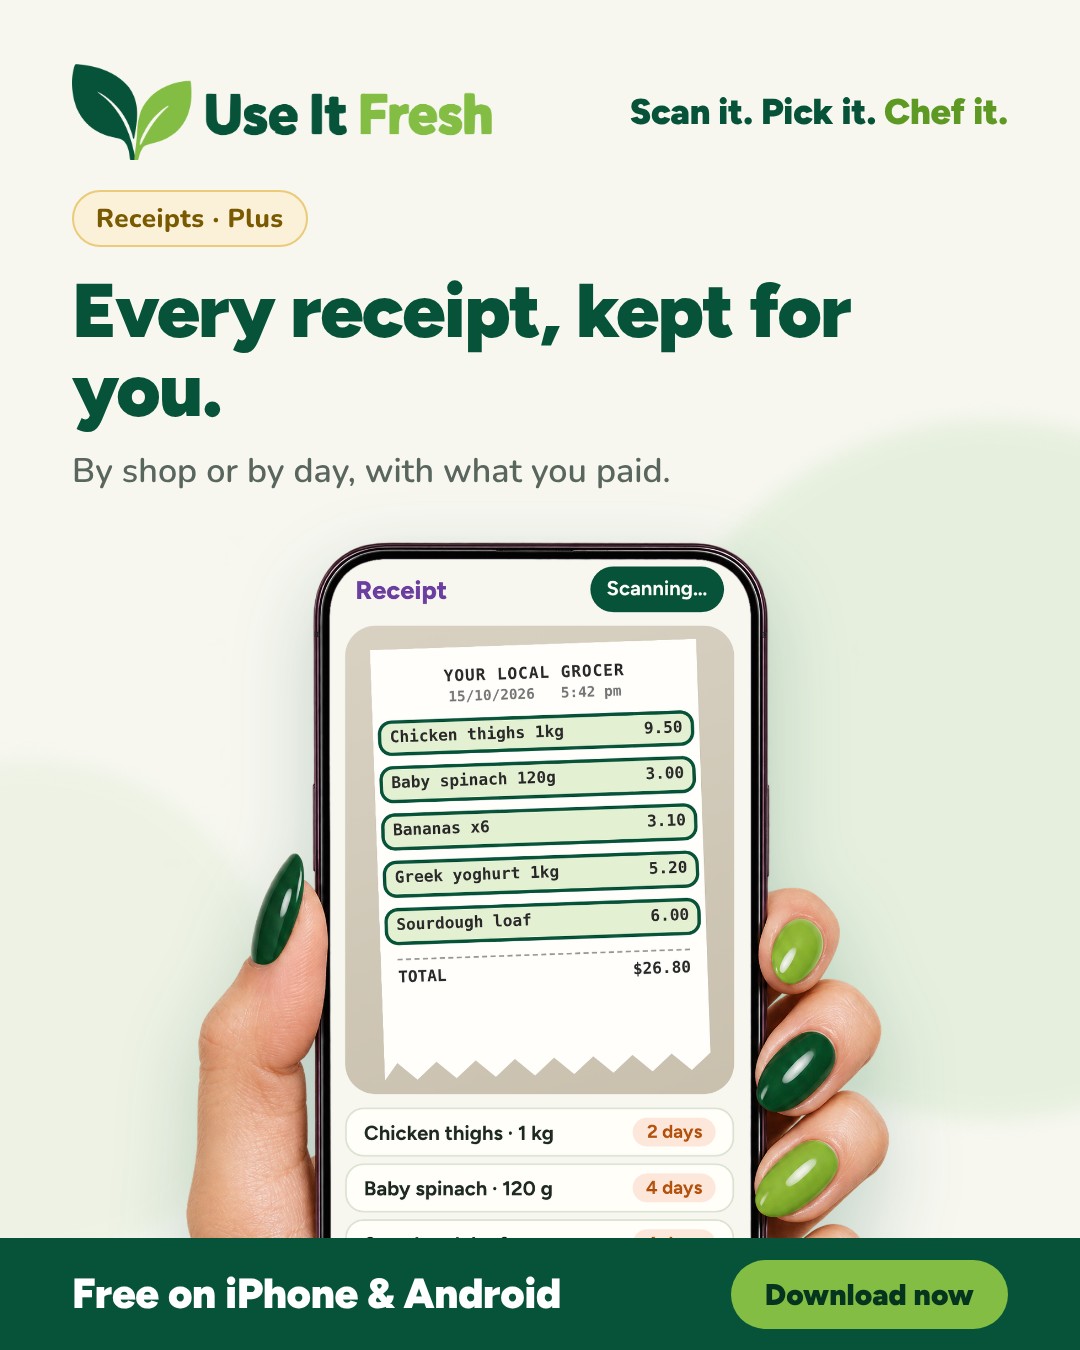 Use It Fresh
Scan it. Pick it. Chef it.
Receipts · Plus
Every receipt, kept for
you.
By shop or by day, with what you paid.
Receipt
Scanning...
YOUR LOCAL GROCER
15/10/2026 5:42 pm
Chicken thighs 1kg 9.50
Baby spinach 120g 3.00
Bananas x6 3.10
Greek yoghurt 1kg 5.20
Sourdough loaf 6.00
TOTAL $26.80
Chicken thighs · 1 kg 2 days
Baby spinach · 120 g 4 days
Free on iPhone & Android
Download now